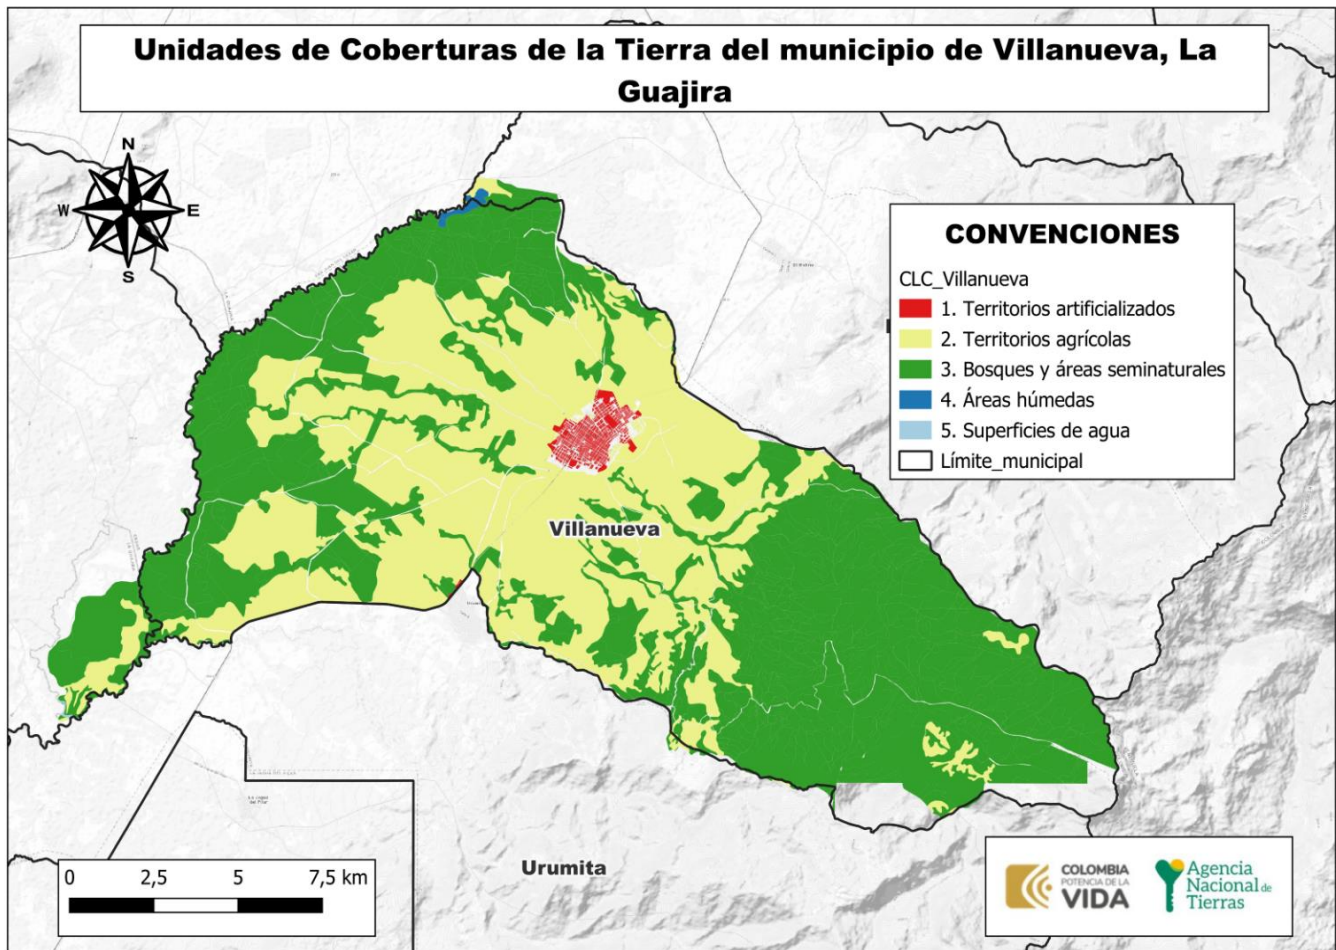 Unidades de Coberturas de la Tierra del municipio de Villanueva, La
Guajira
N
W
E
S
CONVENCIONES
CLC_Villanueva
1. Territorios artificializados
2. Territorios agrícolas
3. Bosques y áreas seminaturales
4. Áreas húmedas
5. Superficies de agua
Límite_municipal
Villanueva
Urumita
0 2,5 5 7,5 km
COLOMBIA
POTENCIA DE LA
VIDA
Agencia
Nacional de
Tierras